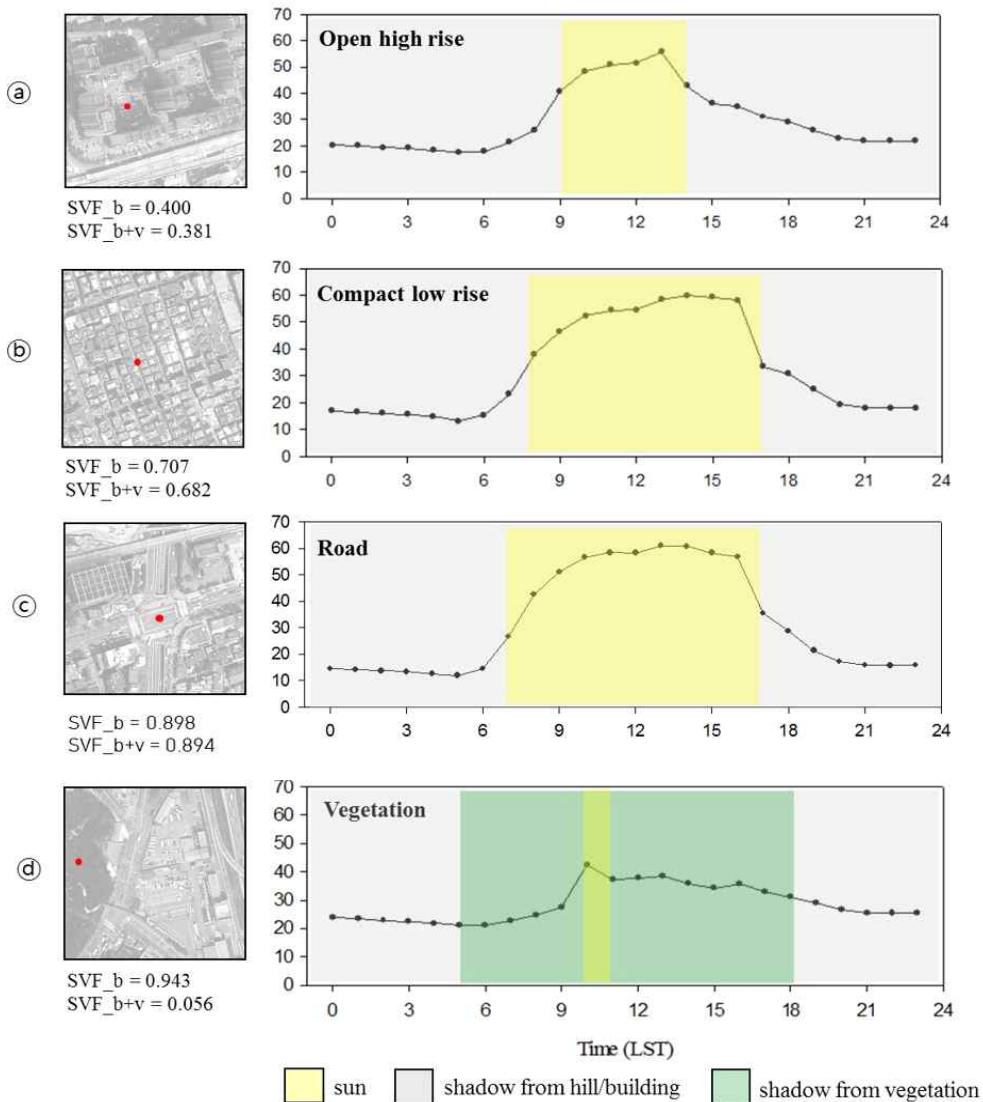 ⓐ
SVF_b = 0.400
SVF_b+v = 0.381
Open high rise
70
60
50
40
30
20
10
0
0 3 6 9 12 15 18 21 24
ⓑ
SVF_b = 0.707
SVF_b+v = 0.682
Compact low rise
70
60
50
40
30
20
10
0
0 3 6 9 12 15 18 21 24
ⓒ
SVF_b = 0.898
SVF_b+v = 0.894
Road
70
60
50
40
30
20
10
0
0 3 6 9 12 15 18 21 24
ⓓ
SVF_b = 0.943
SVF_b+v = 0.056
Vegetation
70
60
50
40
30
20
10
0
0 3 6 9 12 15 18 21 24
Time (LST)
sun shadow from hill/building shadow from vegetation